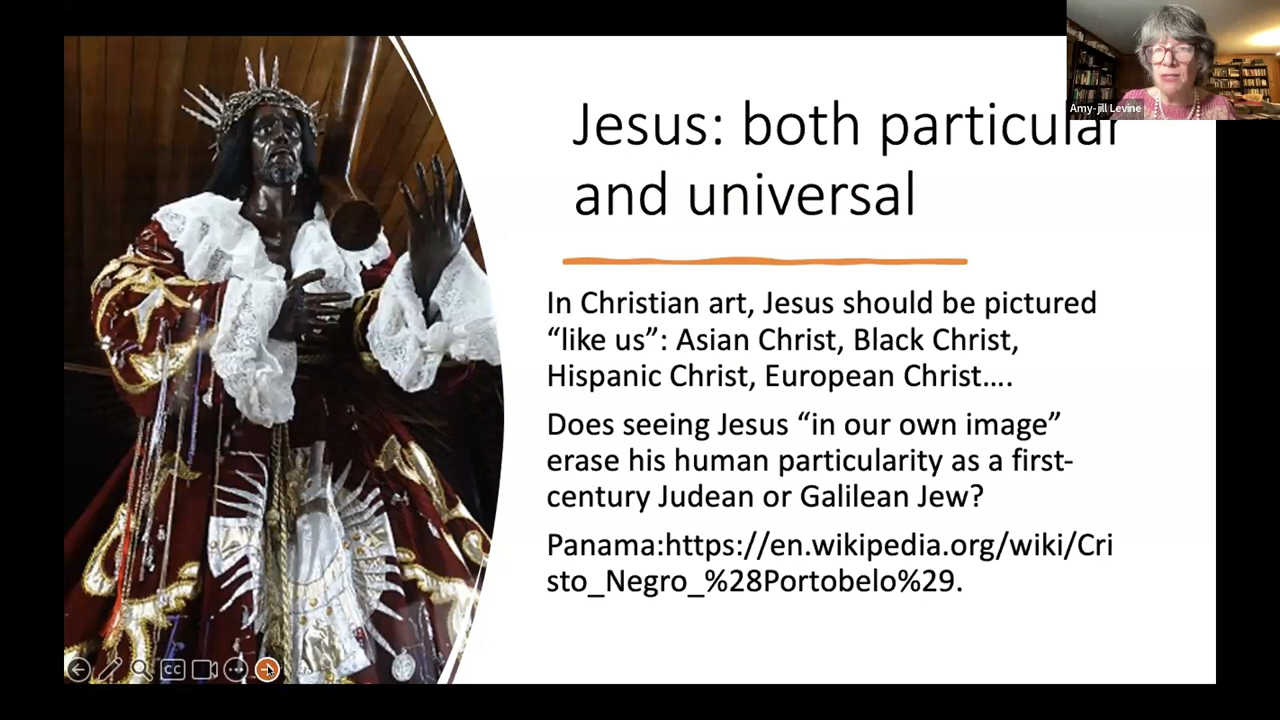 Amy-jill Levine
Jesus: both particular
and universal
In Christian art, Jesus should be pictured
“like us”: Asian Christ, Black Christ,
Hispanic Christ, European Christ….
Does seeing Jesus “in our own image”
erase his human particularity as a first-
century Judean or Galilean Jew?
Panama:https://en.wikipedia.org/wiki/Cri
sto_Negro_%28Portobelo%29.
CC